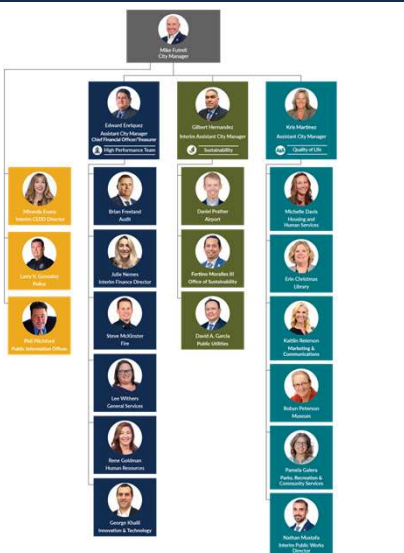 Mike Futrell
City Manager
Edward Enriquez
Assistant City Manager
Chief Financial Officer/Treasurer
High Performance Team
Gilbert Hernandez
Interim Assistant City Manager
Sustainability
Kris Martinez
Assistant City Manager
Quality of Life
Miranda Evans
Interim CEDD Director
Larry V. Gonzalez
Police
Phil Pitchford
Public Information Officer
Brian Freeland
Audit
Julie Nemes
Interim Finance Director
Steve McKinster
Fire
Lee Withers
General Services
Rene Goldman
Human Resources
George Khalil
Innovation & Technology
Daniel Prather
Airport
Fortino Morales III
Office of Sustainability
David A. Garcia
Public Utilities
Michelle Davis
Housing and
Human Services
Erin Christmas
Library
Kaitlin Peterson
Marketing &
Communications
Robyn Peterson
Museum
Pamela Galera
Parks, Recreation &
Community Services
Nathan Mustafa
Interim Public Works
Director